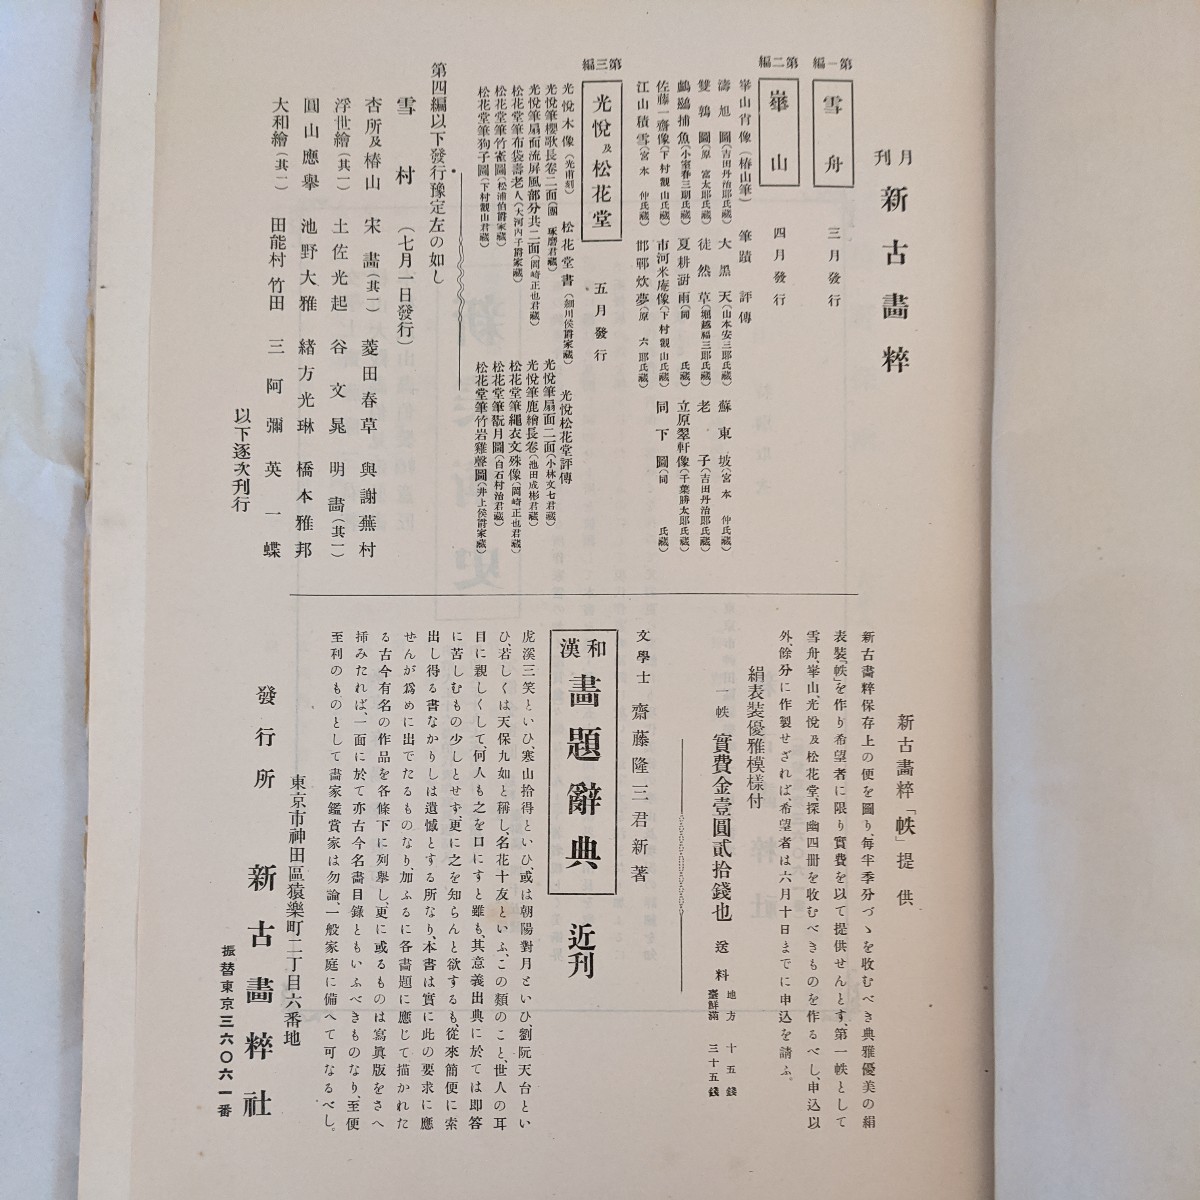 月刊 新古畫粹
第一編 雪舟 三月發行
第二編 崋山 四月發行
崋山肖像（椿山筆） 筆蹟 評傳
濤旭圖（吉田丹治郎氏藏） 大黑天（山本安三郎氏藏） 蘇東坡（宮本仲氏藏）
雙鶉圖（原富太郎氏藏） 徒然草（堀越福三郎氏藏） 老子（吉田丹治郎氏藏）
鸕鷀捕魚（小室春三郎氏藏） 夏耕澍雨（同氏藏） 立原翠軒像（千葉勝太郎氏藏）
佐藤一齋像（下村觀山氏藏） 市河米庵像（下村觀山氏藏） 同下圖（同氏藏）
江山積雪（宮本仲氏藏） 邯鄲炊夢（原六郎氏藏）
第三編 光悅及松花堂 五月發行
光悅木像（光甫刻） 松花堂書（細川侯爵家藏） 光悅松花堂評傳
光悅筆櫻歌長卷二面（團琢磨君藏） 光悅筆扇面二面（小林文七君藏）
光悅筆扇面流屏風部分共二面（岡崎正也君藏） 光悅筆鹿繪長卷（池田成彬君藏）
松花堂筆布袋壽老人（大河內子爵家藏） 松花堂筆繩衣文殊像（岡崎正也君藏）
松花堂筆竹雀圖（松浦伯爵家藏） 松花堂筆翫月圖（白石村治君藏）
松花堂筆狗子圖（下村觀山君藏） 松花堂筆竹岩雞聲圖（井上侯爵家藏）
第四編以下發行豫定左の如し
雪村（七月一日發行）
杏所及椿山 宋畵（其一） 菱田春草 與謝蕪村
浮世繪（其一） 土佐光起 谷文晁 明畵（其一）
圓山應擧 池野大雅 緖方光琳 橋本雅邦
大和繪（其一） 田能村竹田 三阿彌 英一蝶
以下逐次刊行
新古畵粹「帙」提供
新古畵粹保存上の便を圖り、每半季分づゝを收むべき典雅優美の絹
表裝『帙』を作り希望者に限り實費を以て提供せんとす、第一帙として
雪舟、崋山、光悅及松花堂、探幽四冊を收むべきものを作るべし、申込以
外、餘分に作製せざれば、希望者は六月十日までに申込を請ふ。
絹表裝優雅模樣付
一帙 實費金壹圓貳拾錢也 送料 地方 十五錢
臺鮮滿 三十五錢
文學士 齋藤隆三君新著
和漢 畵題辭典 近刊
虎溪三笑といひ、寒山拾得といひ、或は朝陽對月といひ劉阮天台とい
ひ、若しくは天保九如と稱し、名花十友といふ、この類のこと、世人の耳
目に親しくして、何人も之を口にすと雖も、其意義出典に於ては即答
に苦しむもの少しとせず、更に之を知らんと欲するも、從來簡便に索
出し得る書なかりしは遺憾とする所なり、本書は實に此の要求に應
せんが爲めに出でたるものなり加ふるに各畵題に應じて描かれた
る古今有名の作品を各條下に列擧し、更に或るものは寫眞版をさへ
揷みたれば、一面に於て亦古今名畵目錄ともいふべきものなり、至便
至利のものとして畵家鑑賞家は勿論、一般家庭に備へて可なるべし。
東京市神田區猿樂町二丁目六番地
發行所 新古畵粹社
振替東京三六〇六一番